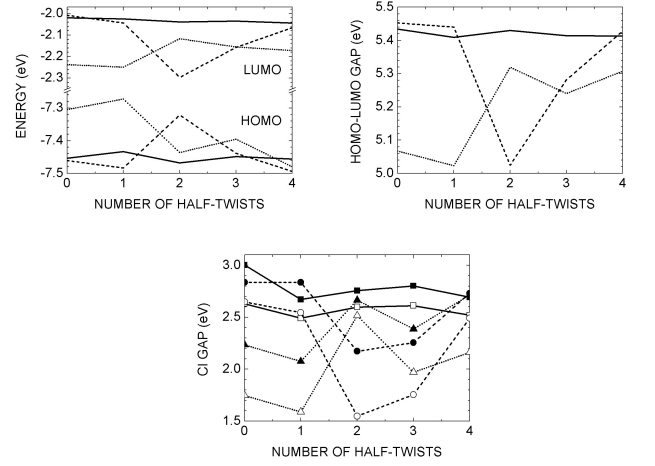 -2.0
-2.1
-2.2
-2.3
-7.3
-7.4
-7.5
ENERGY (eV)
LUMO
HOMO
0 1 2 3 4
NUMBER OF HALF-TWISTS
5.5
5.4
5.3
5.2
5.1
5.0
HOMO-LUMO GAP (eV)
0 1 2 3 4
NUMBER OF HALF-TWISTS
3.0
2.5
2.0
1.5
CI GAP (eV)
0 1 2 3 4
NUMBER OF HALF-TWISTS